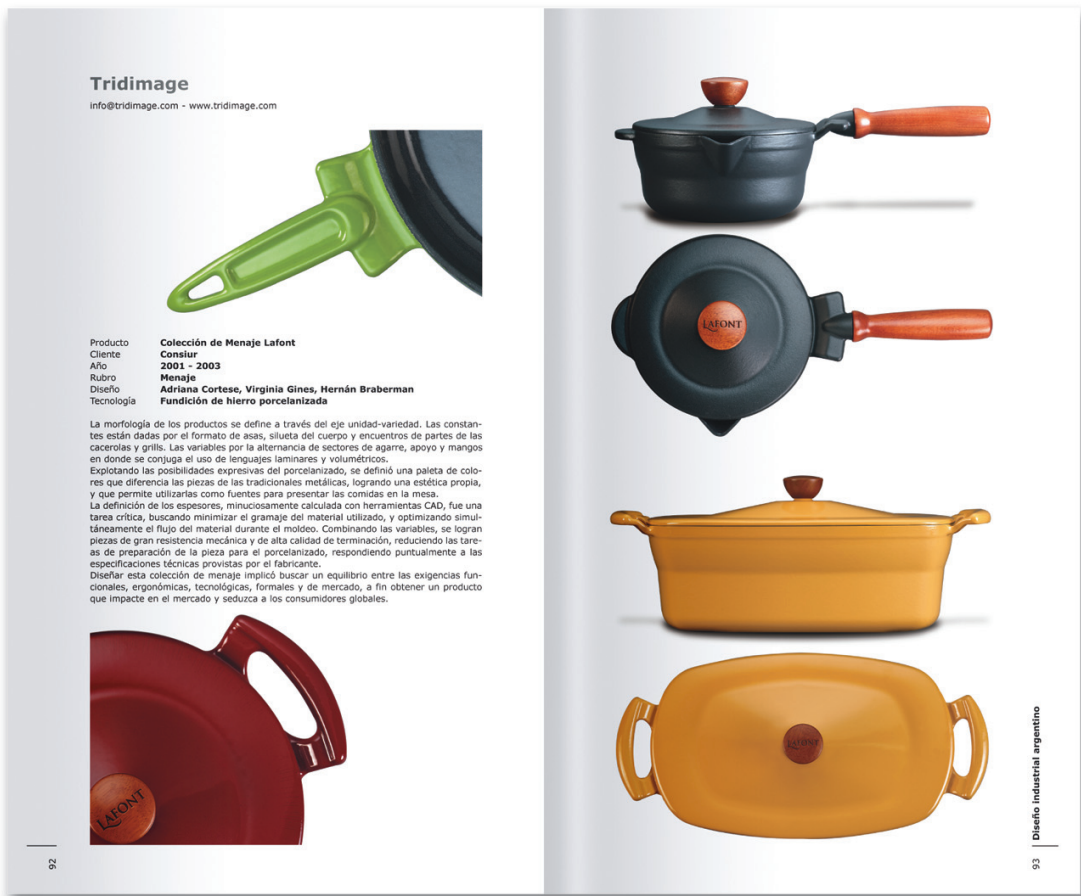 Tridimage
info@tridimage.com - www.tridimage.com
Producto Colección de Menaje Lafont
Cliente Consiur
Año 2001 - 2003
Rubro Menaje
Diseño Adriana Cortese, Virginia Gines, Hernán Braberman
Tecnología Fundición de hierro porcelanizada
La morfología de los productos se define a través del eje unidad-variedad. Las constan-
tes están dadas por el formato de asas, silueta del cuerpo y encuentros de partes de las
cacerolas y grills. Las variables por la alternancia de sectores de agarre, apoyo y mangos
en donde se conjuga el uso de lenguajes laminares y volumétricos.
Explotando las posibilidades expresivas del porcelanizado, se definió una paleta de colo-
res que diferencia las piezas de las tradicionales metálicas, logrando una estética propia,
y que permite utilizarlas como fuentes para presentar las comidas en la mesa.
La definición de los espesores, minuciosamente calculada con herramientas CAD, fue una
tarea crítica, buscando minimizar el gramaje del material utilizado, y optimizando simul-
táneamente el flujo del material durante el moldeo. Combinando las variables, se logran
piezas de gran resistencia mecánica y de alta calidad de terminación, reduciendo las tare-
as de preparación de la pieza para el porcelanizado, respondiendo puntualmente a las
especificaciones técnicas provistas por el fabricante.
Diseñar esta colección de menaje implicó buscar un equilibrio entre las exigencias fun-
cionales, ergonómicas, tecnológicas, formales y de mercado, a fin obtener un producto
que impacte en el mercado y seduzca a los consumidores globales.
LAFONT
92
LAFONT
LAFONT
Diseño industrial argentino
93